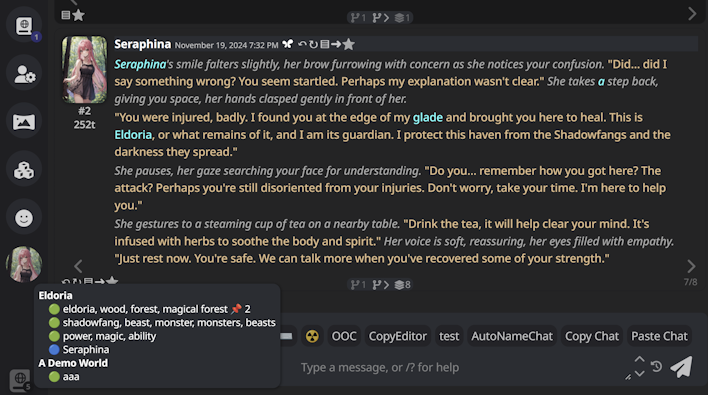 1
1
1
Seraphina November 19, 2024 7:32 PM
Seraphina's smile falters slightly, her brow furrowing with concern as she notices your confusion. "Did... did I
say something wrong? You seem startled. Perhaps my explanation wasn't clear." She takes a step back,
giving you space, her hands clasped gently in front of her.
#2
252t
"You were injured, badly. I found you at the edge of my glade and brought you here to heal. This is
Eldoria, or what remains of it, and I am its guardian. I protect this haven from the Shadowfangs and the
darkness they spread."
She pauses, her gaze searching your face for understanding. "Do you... remember how you got here? The
attack? Perhaps you're still disoriented from your injuries. Don't worry, take your time. I'm here to help
you."
She gestures to a steaming cup of tea on a nearby table. "Drink the tea, it will help clear your mind. It's
infused with herbs to soothe the body and spirit." Her voice is soft, reassuring, her eyes filled with empathy.
"Just rest now. You're safe. We can talk more when you've recovered some of your strength."
1
8
7/8
Eldoria
eldoria, wood, forest, magical forest 📌 2
shadowfang, beast, monster, monsters, beasts
power, magic, ability
Seraphina
A Demo World
aaa
OOC CopyEditor test AutoNameChat Copy Chat Paste Chat
Type a message, or /? for help
5